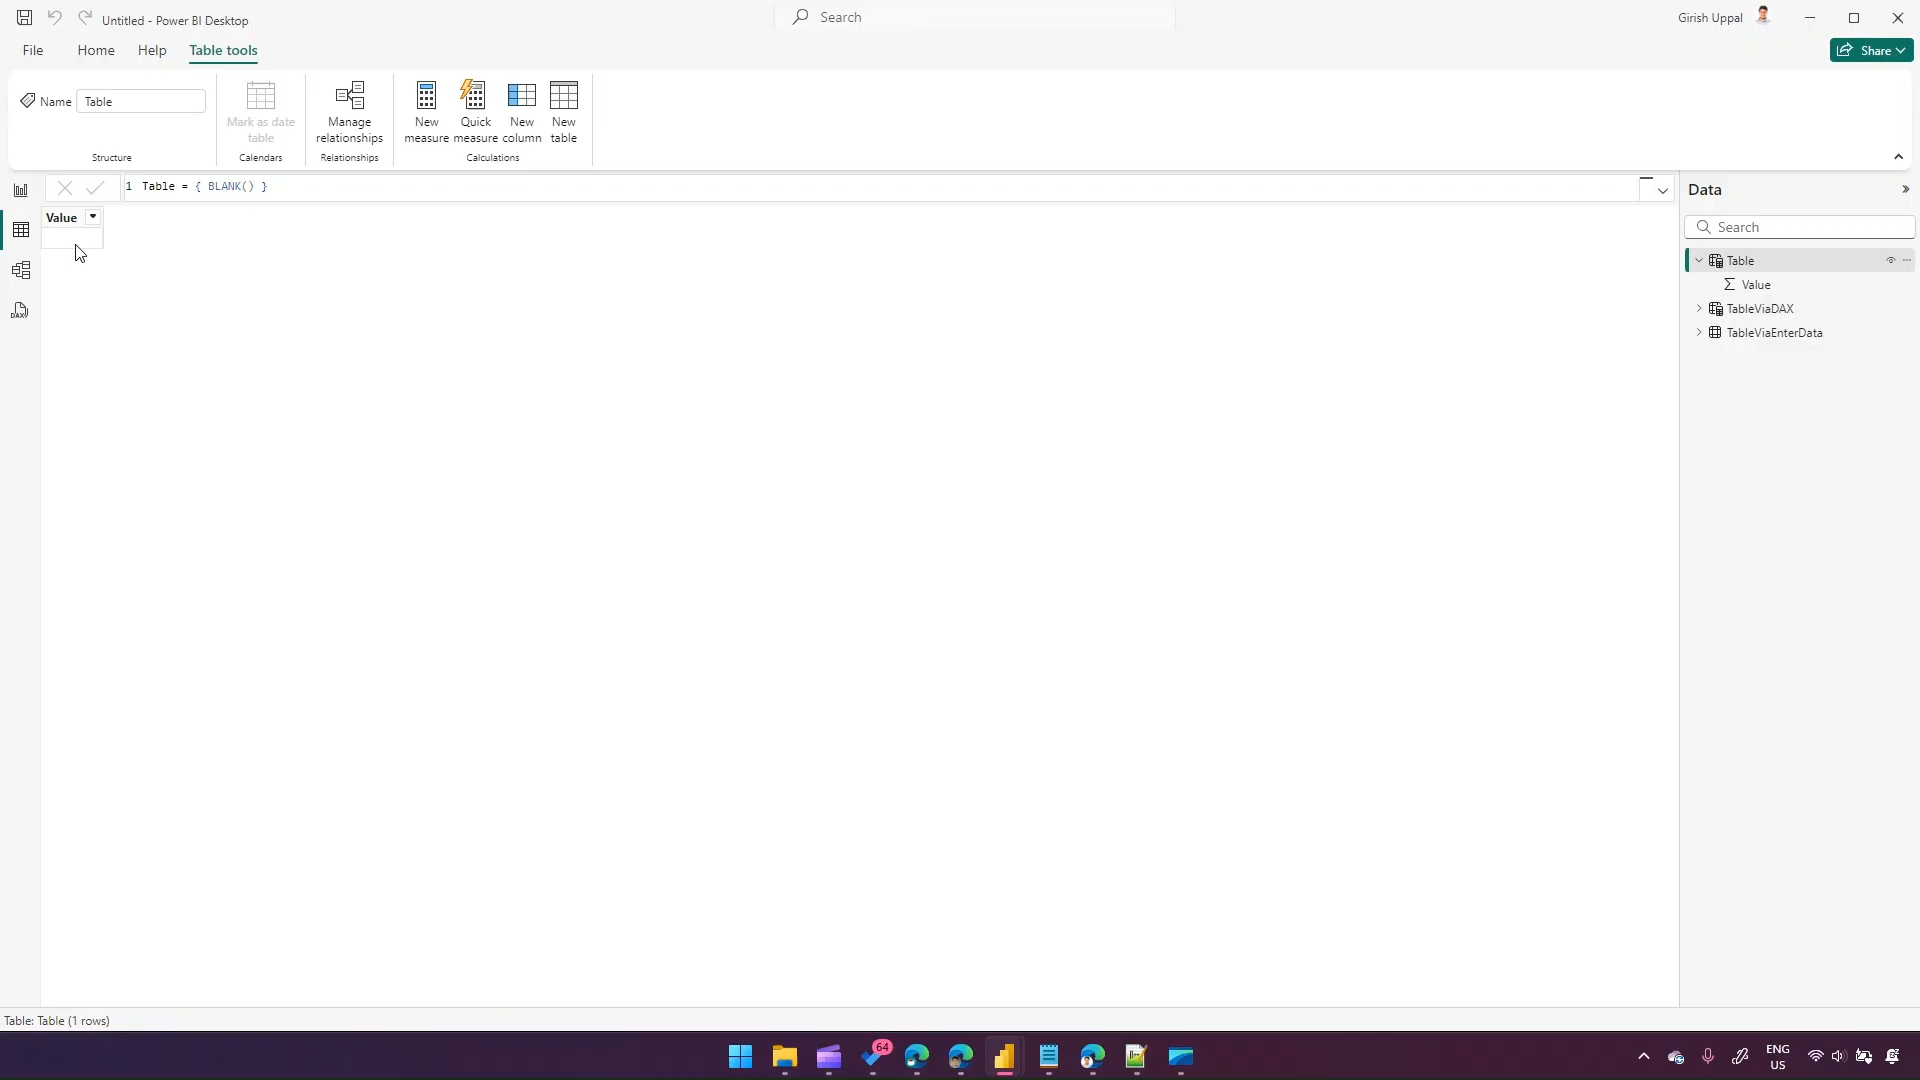 Untitled - Power BI Desktop
Search
Girish Uppal
File
Home
Help
Table tools
Share
Name
Table
Mark as date
table
Manage
relationships
New
measure
Quick
measure
New
column
New
table
Structure
Calendars
Relationships
Calculations
1 Table = { BLANK() }
Data
Value
Search
Table
Value
TableViaDAX
TableViaEnterData
DAX
Table: Table (1 rows)
64
ENG
US